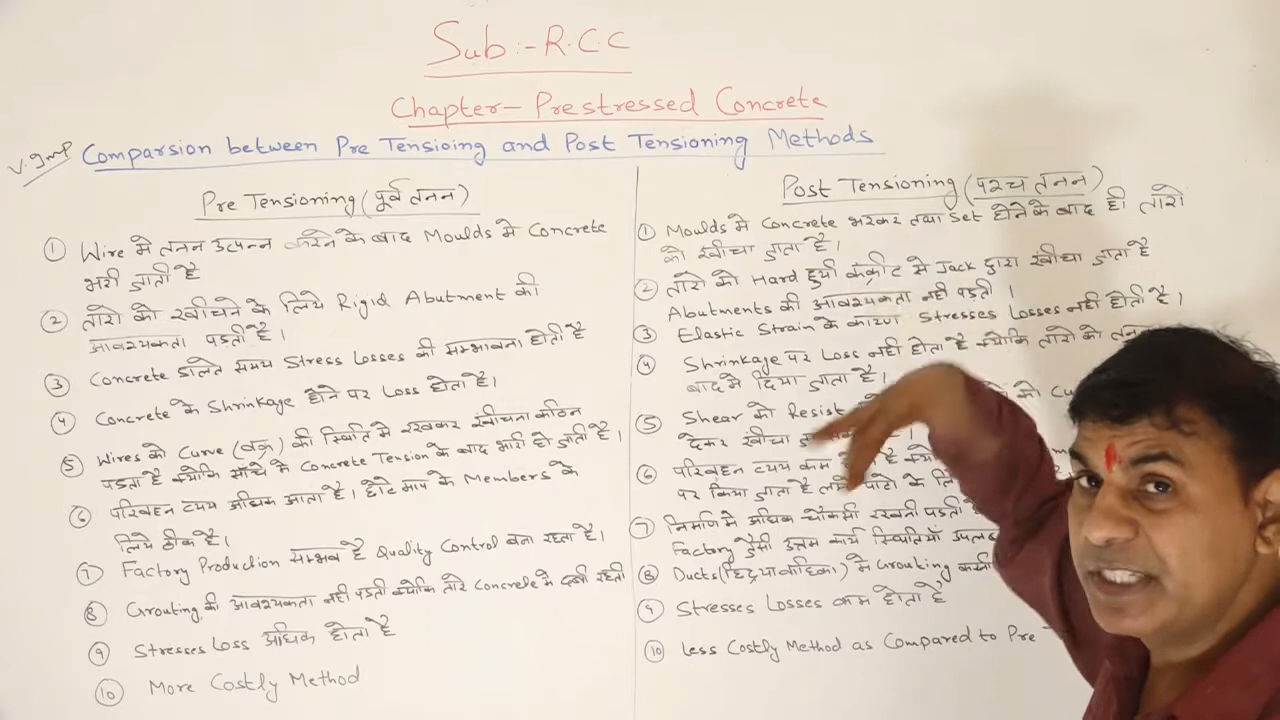 Sub:- R.C.C
Chapter- Prestressed Concrete
V.Imp Comparsion between Pre Tensioing and Post Tensioning Methods
Pre Tensioning (पूर्व तनन)
① Wire मे तनन उत्पन्न करने के बाद Moulds मे Concrete
भरी जाती है
② तारो को खींचने के लिये Rigid Abutment की
आवश्यकता पड़ती है।
③ Concrete डालते समय Stress Losses की सम्भावना होती है
④ Concrete के Shrinkage होने पर Loss होता है।
⑤ Wires को Curve (वक्र) की स्थिति मे रखकर खींचना कठिन
पड़ता है क्योकि साँचे मे Concrete Tension के बाद भरी हो जाती है।
⑥ परिवहन व्यय अधिक आता है। छोटे माप के Members के
लिये ठीक है।
⑦ Factory Production सम्भव है Quality Control बना रहता है।
⑧ Grouting की आवश्यकता नही पड़ती क्योकि तारे Concrete मे दबी रहती
⑨ Stresses Loss अधिक होता है
⑩ More Costly Method
Post Tensioning (पश्च तनन)
① Moulds मे Concrete भरकर तथा Set होने के बाद ही तारो
को खींचा जाता है।
② तारो को Hard हुयी कंक्रीट से Jack द्वारा खींचा जाता है
Abutments की आवश्यकता नही पड़ती।
③ Elastic Strain के कारण Stresses Losses नही होती है।
④ Shrinkage पर Loss नही होता है क्योकि तारो को
बाद मे दिया जाता है।
⑤ Shear को Resist को
देकर खींचा
⑥ परिवहन व्यय कम है
पर किया जाता है लम्बे पाटो के
⑦ निर्माण मे अधिक चौकसी रखनी पड़ती
Factory जैसी उत्तम कार्य स्थितियाँ
⑧ Ducts (छिद्र या वाहिका) मे Grouting करनी
⑨ Stresses Losses कम होता है
⑩ Less Costly Method as Compared to Pre